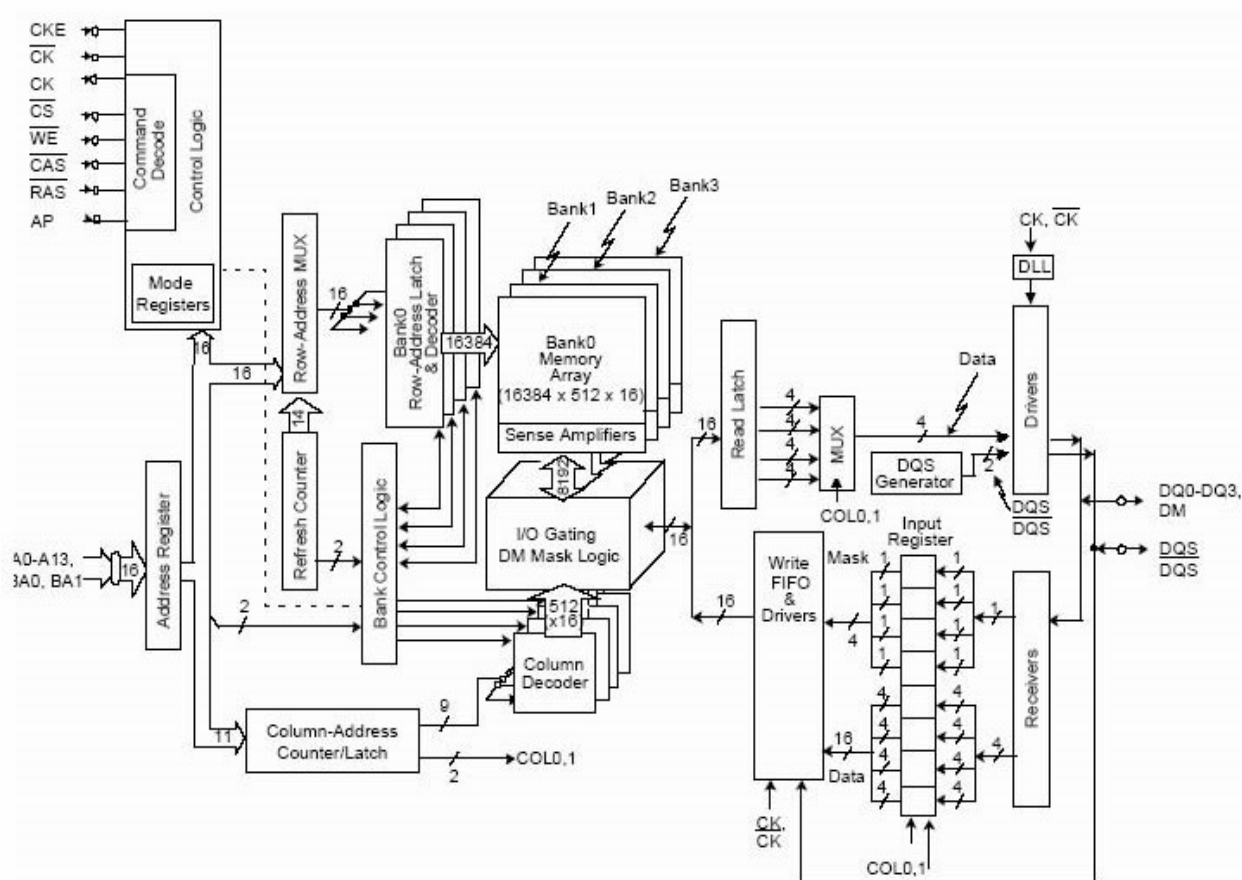 CKE
CK
CK
CS
WE
CAS
RAS
AP
Command
Decode
Control Logic
Mode
Registers
16
16
Row-Address MUX
16
Bank0
Row-Address Latch
& Decoder
16384
Bank1
Bank2
Bank3
Bank0
Memory
Array
(16384 x 512 x 16)
Sense Amplifiers
8192
I/O Gating
DM Mask Logic
16
14
Refresh Counter
2
Bank Control Logic
A0-A13,
BA0, BA1
16
Address Register
2
512
x16
Column
Decoder
11
Column-Address
Counter/Latch
9
2
COL0,1
16
Read Latch
4
4
4
4
MUX
COL0,1
4
Data
DQS
Generator
2
DQS
DQS
CK, CK
DLL
Drivers
DQ0-DQ3,
DM
DQS
DQS
16
Write
FIFO
&
Drivers
CK,
CK
Input
Register
Mask
1
1
1
1
4
1
1
1
1
1
16
Data
4
4
4
4
4
4
4
4
4
Receivers
COL0,1